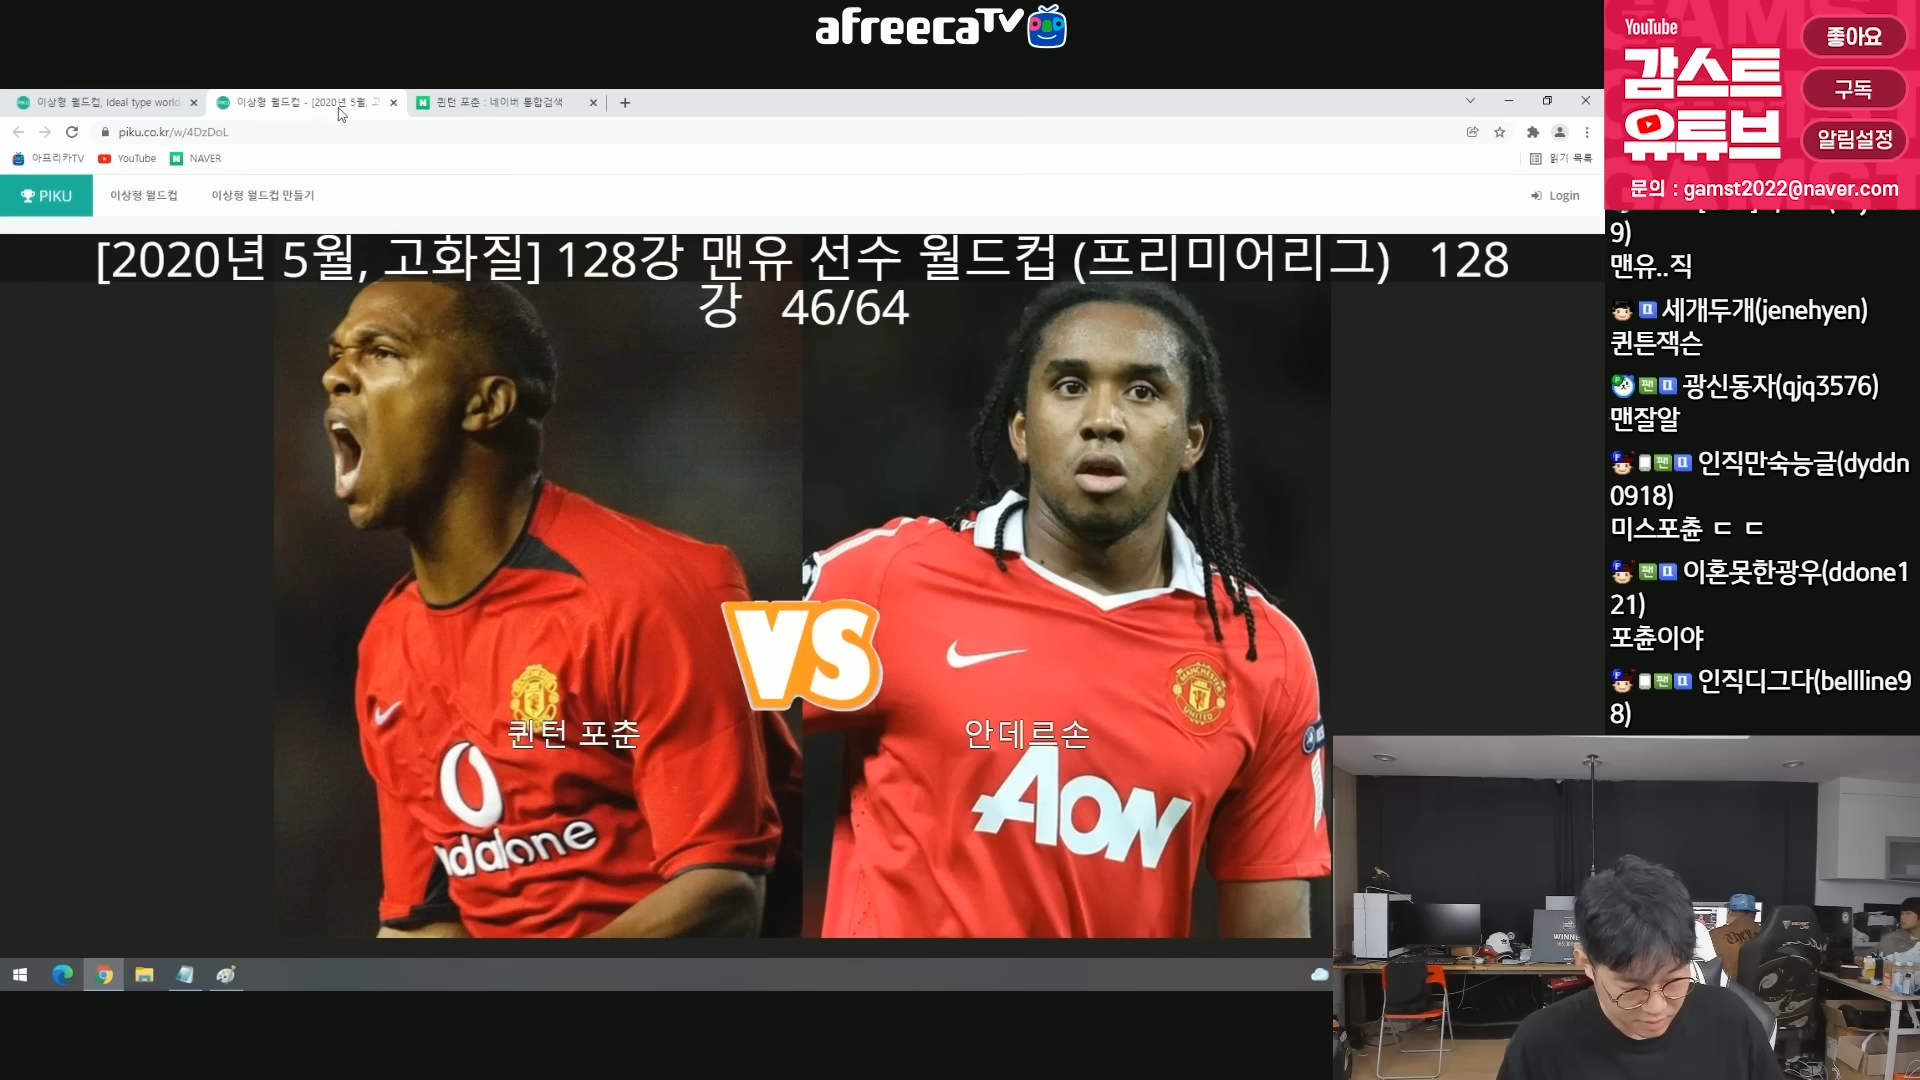 afreecaTV
이상형 월드컵, Ideal type world
이상형 월드컵 - [2020년 5월, 고
퀸턴 포춘 : 네이버 통합검색
piku.co.kr/w/4DzDoL
아프리카TV
YouTube
NAVER
읽기 목록
PIKU
이상형 월드컵
이상형 월드컵 만들기
Login
[2020년 5월, 고화질] 128강 맨유 선수 월드컵 (프리미어리그) 128
강 46/64
VS
퀸턴 포춘
안데르손
vodafone
MANCHESTER
UNITED
AON
YouTube
감스트
유튜브
좋아요
구독
알림설정
문의 : gamst2022@naver.com
9)
맨유..직
세개두개(jenehyen)
퀸튼잭슨
광신동자(qjq3576)
맨잘알
인직만숙능글(dyddn
0918)
미스포츈 ㄷ ㄷ
이혼못한광우(ddone1
21)
포츈이야
인직디그다(bellline9
8)